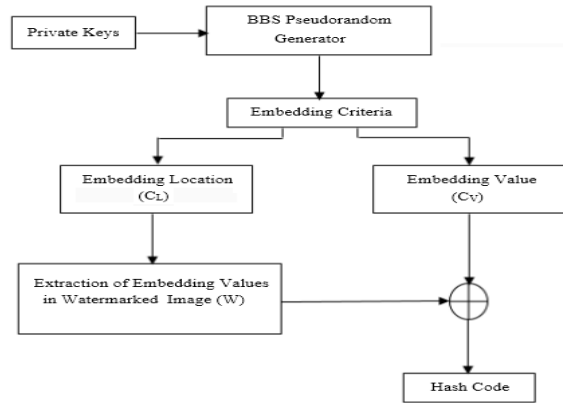 Private Keys
BBS Pseudorandom
Generator
Embedding Criteria
Embedding Location
(CL)
Embedding Value
(CV)
Extraction of Embedding Values
in Watermarked Image (W)
Hash Code